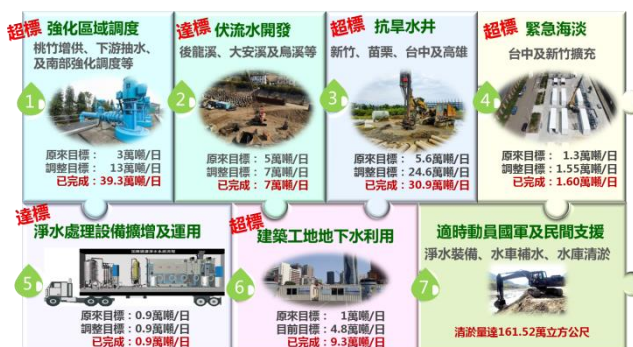 超標
強化區域調度
桃竹增供、下游抽水、
及南部強化調度等
1
原來目標： 3萬噸/日
調整目標： 13萬噸/日
已完成：39.3萬噸/日
達標
伏流水開發
後龍溪、大安溪及烏溪等
2
原來目標： 5萬噸/日
調整目標： 7萬噸/日
已完成： 7萬噸/日
超標
抗旱水井
新竹、苗栗、台中及高雄
3
原來目標： 5.6萬噸/日
調整目標：24.6萬噸/日
已完成：30.9萬噸/日
超標
緊急海淡
台中及新竹擴充
4
原來目標： 1.3萬噸/日
調整目標：1.55萬噸/日
已完成：1.60萬噸/日
達標
淨水處理設備擴增及運用
5
原來目標：0.9萬噸/日
調整目標：0.9萬噸/日
已完成：0.9萬噸/日
超標
建築工地地下水利用
6
原來目標： 1萬噸/日
目前目標：4.8萬噸/日
已完成：9.3萬噸/日
適時動員國軍及民間支援
淨水裝備、水車補水、水庫清淤
7
清淤量達161.52萬立方公尺